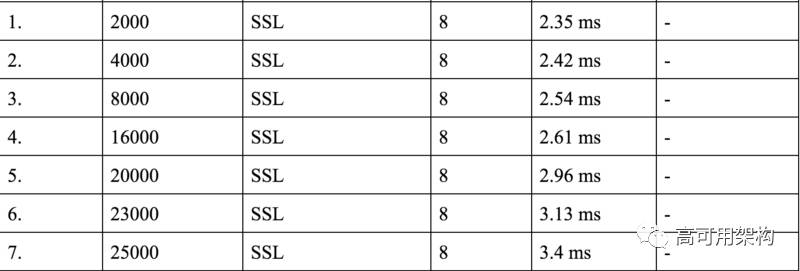 1. 2000 SSL 8 2.35 ms -
2. 4000 SSL 8 2.42 ms -
3. 8000 SSL 8 2.54 ms -
4. 16000 SSL 8 2.61 ms -
5. 20000 SSL 8 2.96 ms -
6. 23000 SSL 8 3.13 ms -
高可用架构
7. 25000 SSL 8 3.4 ms -